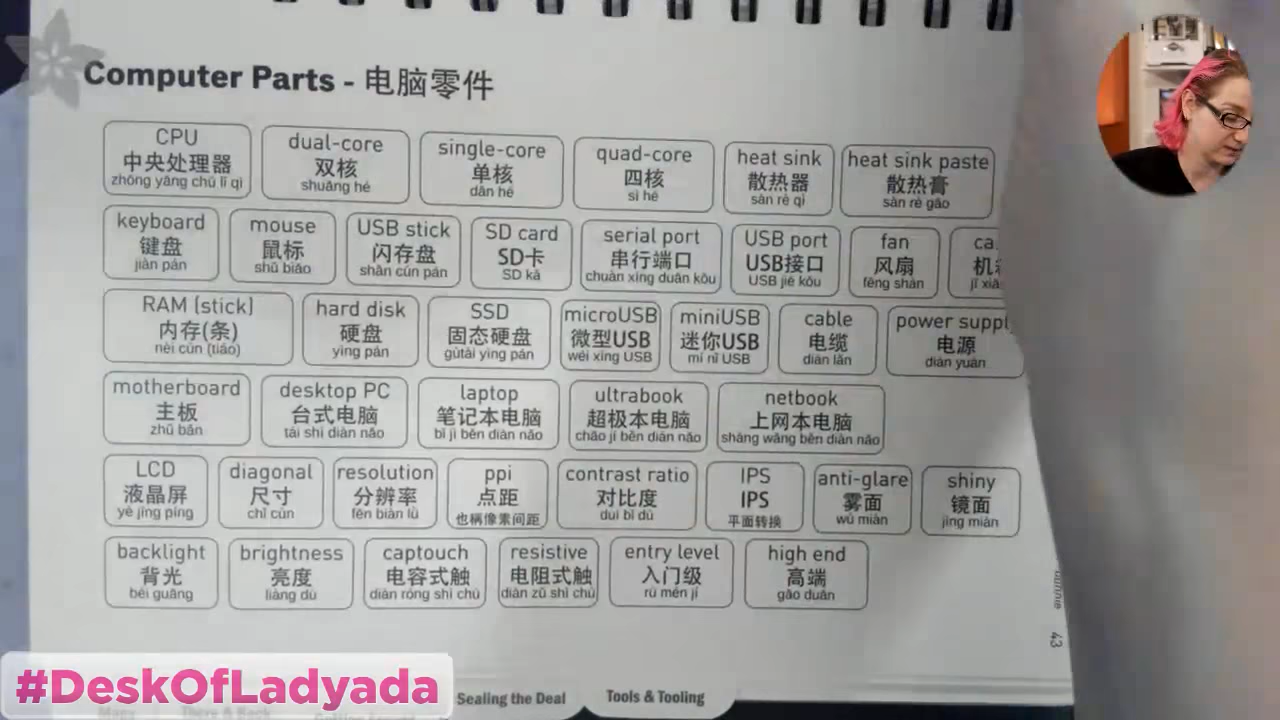 Computer Parts - 电脑零件
CPU
中央处理器
zhōng yāng chǔ lǐ qì
dual-core
双核
shuāng hé
single-core
单核
dān hé
quad-core
四核
sì hé
heat sink
散热器
sàn rè qì
heat sink paste
散热膏
sàn rè gāo
keyboard
键盘
jiàn pán
mouse
鼠标
shǔ biāo
USB stick
闪存盘
shǎn cún pán
SD card
SD卡
SD kǎ
serial port
串行端口
chuàn xíng duān kǒu
USB port
USB接口
USB jiē kǒu
fan
风扇
fēng shàn
RAM (stick)
内存(条)
nèi cún (tiáo)
hard disk
硬盘
yìng pán
SSD
固态硬盘
gùtài yìng pán
microUSB
微型USB
wēi xíng USB
miniUSB
迷你USB
mí nǐ USB
cable
电缆
diàn lǎn
power suppl
电源
diàn yuán
motherboard
主板
zhǔ bǎn
desktop PC
台式电脑
tái shì diàn nǎo
laptop
笔记本电脑
bǐ jì běn diàn nǎo
ultrabook
超极本电脑
chāo jí běn diàn nǎo
netbook
上网本电脑
shàng wǎng běn diàn nǎo
LCD
液晶屏
yè jīng píng
diagonal
尺寸
chǐ cùn
resolution
分辨率
fēn biàn lǜ
ppi
点距
也稱像素间距
contrast ratio
对比度
duì bǐ dù
IPS
IPS
平面转换
anti-glare
雾面
wù miàn
shiny
镜面
jìng miàn
backlight
背光
bèi guāng
brightness
亮度
liàng dù
captouch
电容式触
diàn róng shì chù
resistive
电阻式触
diàn zǔ shì chù
entry level
入门级
rù mén jí
high end
高端
gāo duān
43
#DeskOfLadyada
Sealing the Deal
Tools & Tooling